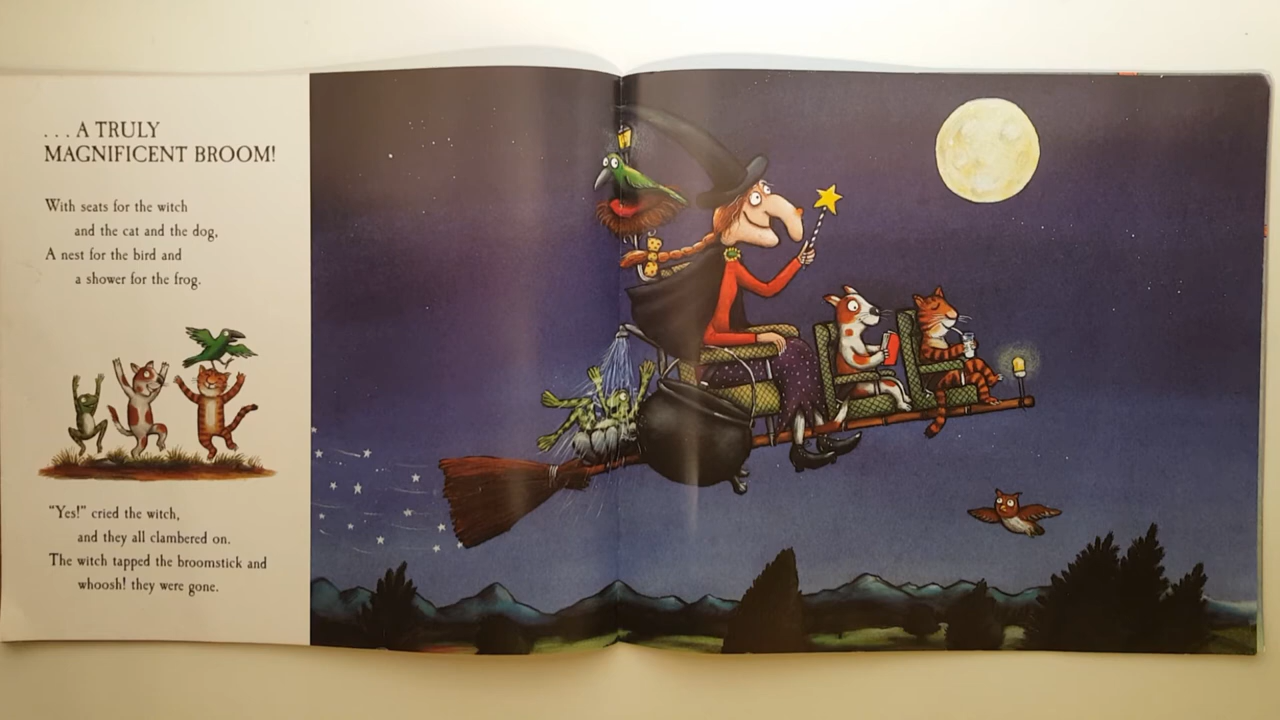 . . . A TRULY
MAGNIFICENT BROOM!
With seats for the witch
and the cat and the dog,
A nest for the bird and
a shower for the frog.
“Yes!” cried the witch,
and they all clambered on.
The witch tapped the broomstick and
whoosh! they were gone.